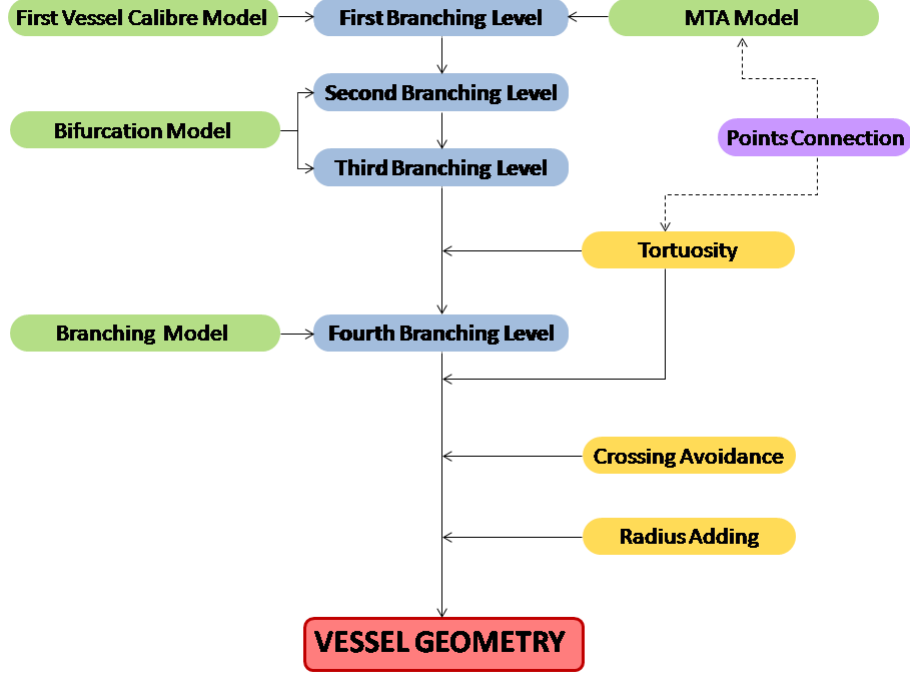 First Vessel Calibre Model
First Branching Level
MTA Model
Second Branching Level
Bifurcation Model
Points Connection
Third Branching Level
Tortuosity
Branching Model
Fourth Branching Level
Crossing Avoidance
Radius Adding
VESSEL GEOMETRY